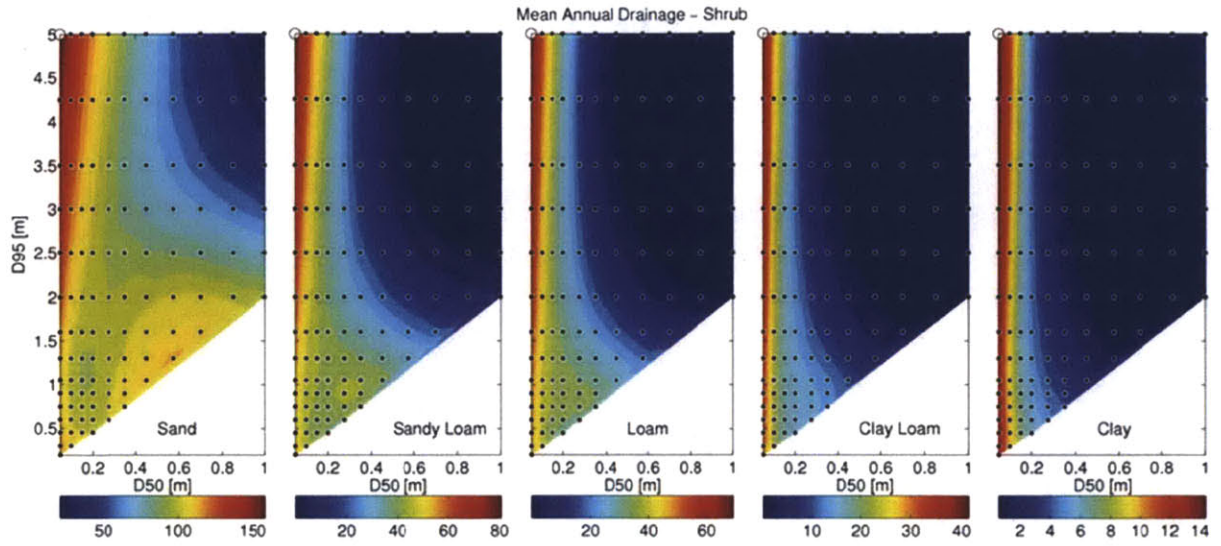 Mean Annual Drainage – Shrub
D95 [m]
5
4.5
4
3.5
3
2.5
2
1.5
1
0.5
Sand
Sandy Loam
Loam
Clay Loam
Clay
0.2 0.4 0.6 0.8 1
0.2 0.4 0.6 0.8 1
0.2 0.4 0.6 0.8 1
0.2 0.4 0.6 0.8 1
0.2 0.4 0.6 0.8 1
D50 [m] D50 [m] D50 [m] D50 [m] D50 [m]
50 100 150
20 40 60 80
20 40 60
10 20 30 40
2 4 6 8 10 12 14